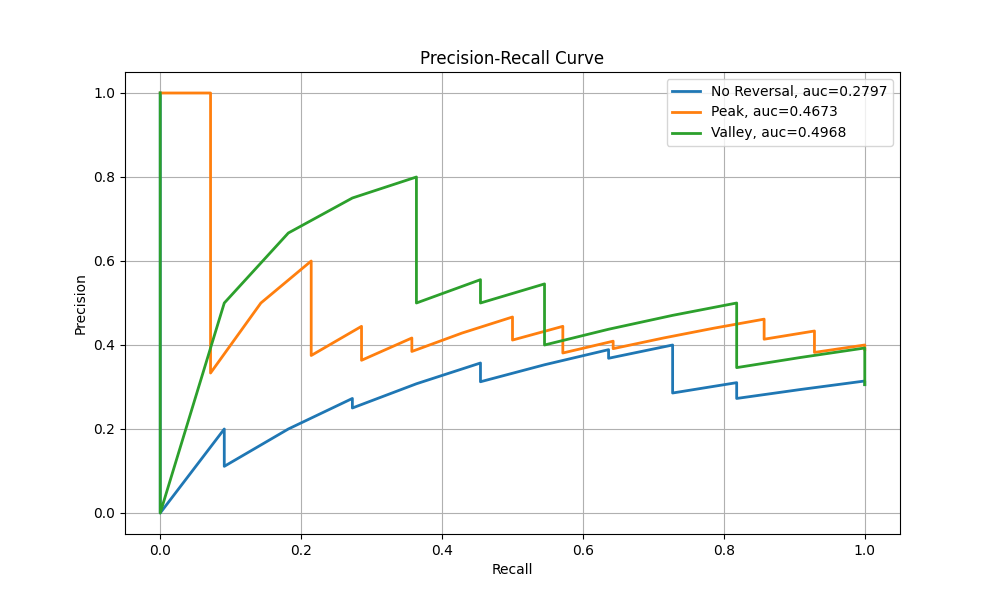 Precision-Recall Curve
No Reversal, auc=0.2797
Peak, auc=0.4673
Valley, auc=0.4968
Precision
1.0
0.8
0.6
0.4
0.2
0.0
0.0 0.2 0.4 0.6 0.8 1.0
Recall